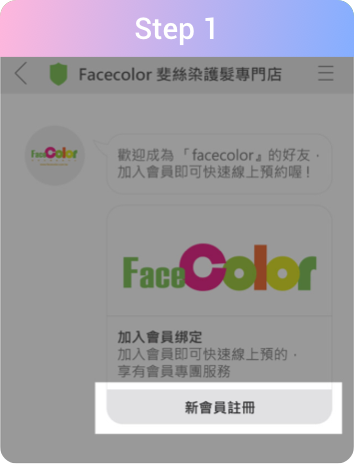 Step 1
Facecolor 斐絲染護髮專門店
FaceColor
歡迎成為「facecolor』的好友,
加入會員即可快速線上預約喔!
FaceColor
加入會員綁定
加入會員即可快速線上預約,
享有會員專團服務
新會員註冊